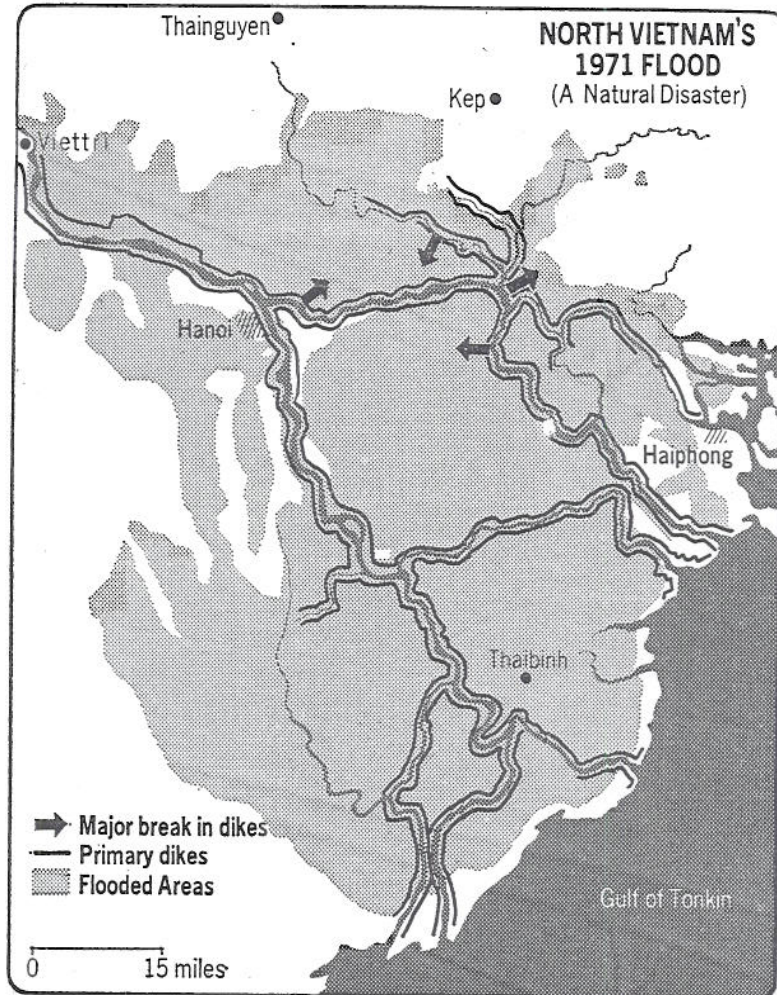 Thainguyen
NORTH VIETNAM'S
1971 FLOOD
(A Natural Disaster)
Kep
Viettri
Hanoi
Haiphong
Thaibinh
Major break in dikes
Primary dikes
Flooded Areas
Gulf of Tonkin
0 15 miles